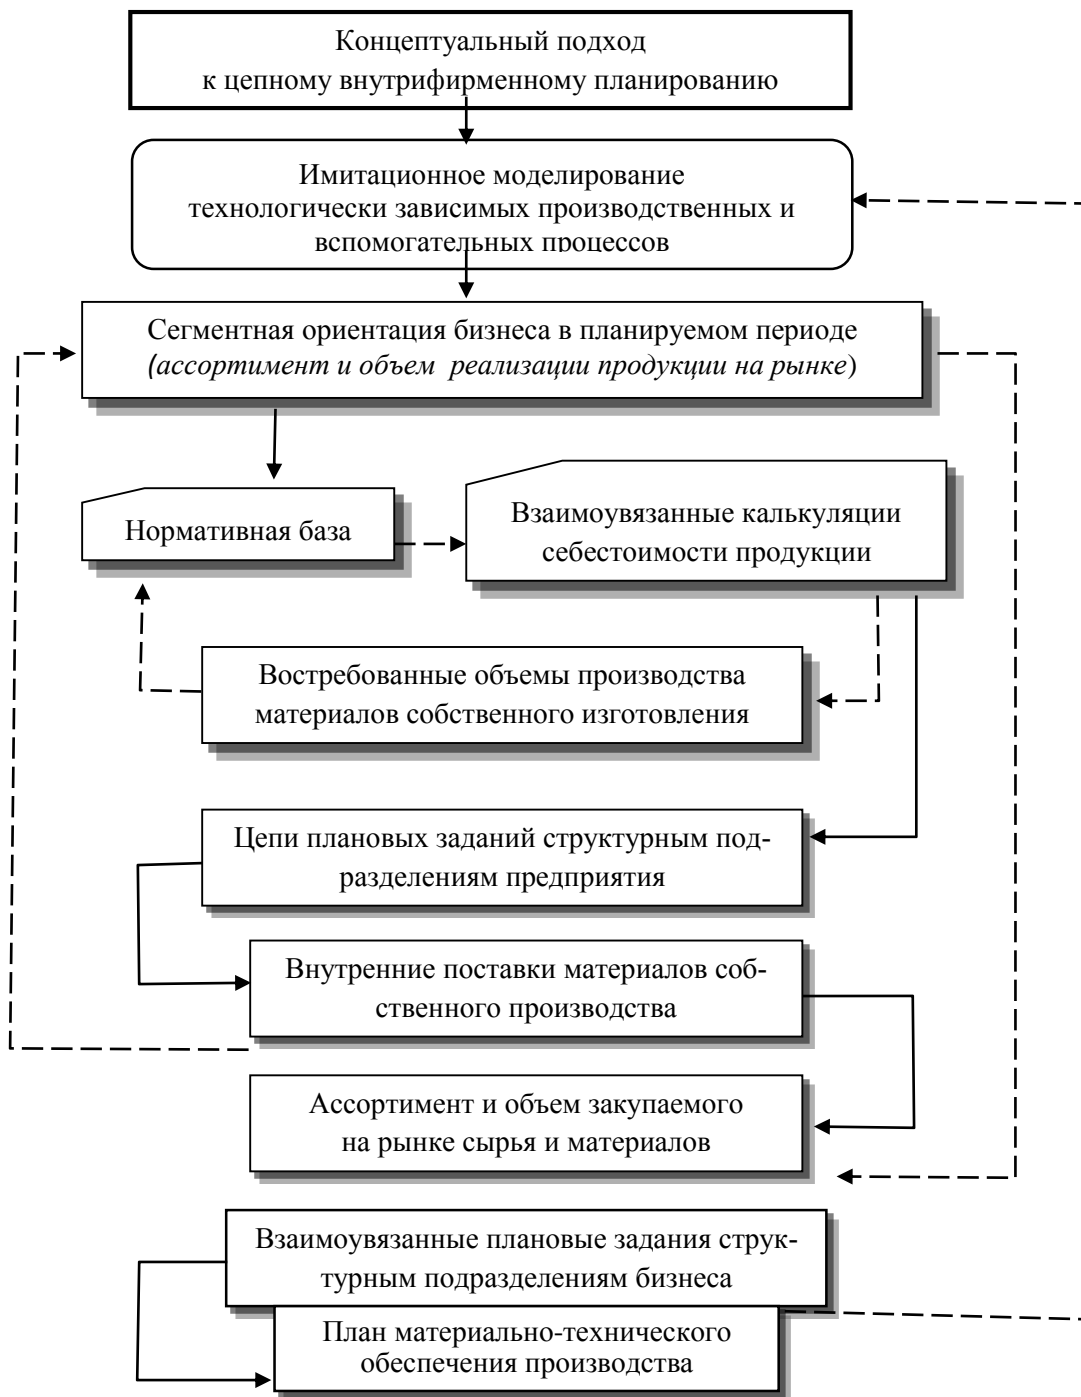 Концептуальный подход
к цепному внутрифирменному планированию
Имитационное моделирование
технологически зависимых производственных и
вспомогательных процессов
Сегментная ориентация бизнеса в планируемом периоде
(ассортимент и объем реализации продукции на рынке)
Нормативная база
Взаимоувязанные калькуляции
себестоимости продукции
Востребованные объемы производства
материалов собственного изготовления
Цепи плановых заданий структурным под-
разделениям предприятия
Внутренние поставки материалов соб-
ственного производства
Ассортимент и объем закупаемого
на рынке сырья и материалов
Взаимоувязанные плановые задания струк-
турным подразделениям бизнеса
План материально-технического
обеспечения производства